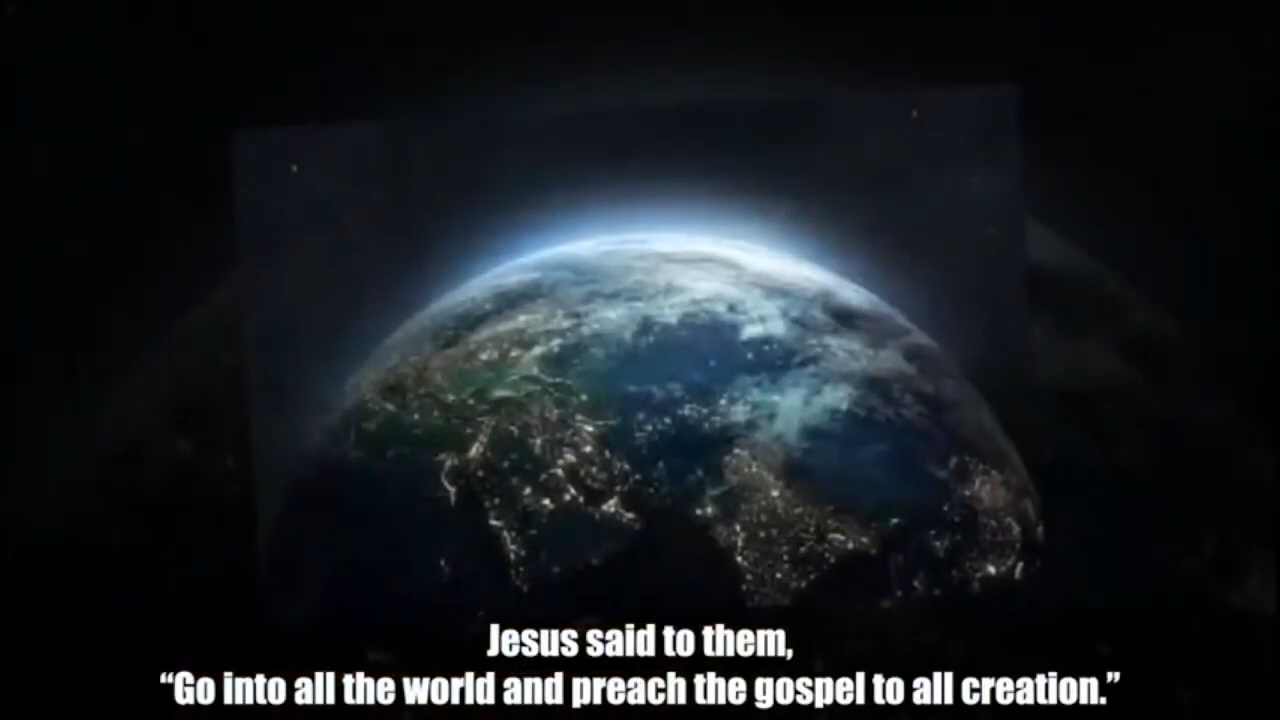 Jesus said to them,
“Go into all the world and preach the gospel to all creation.”